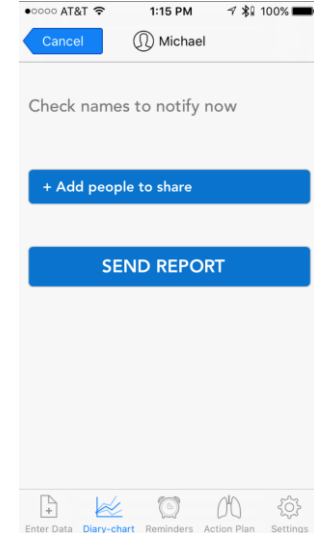 AT&T 1:15 PM 100%
Cancel Michael
Check names to notify now
+ Add people to share
SEND REPORT
Enter Data Diary-chart Reminders Action Plan Settings